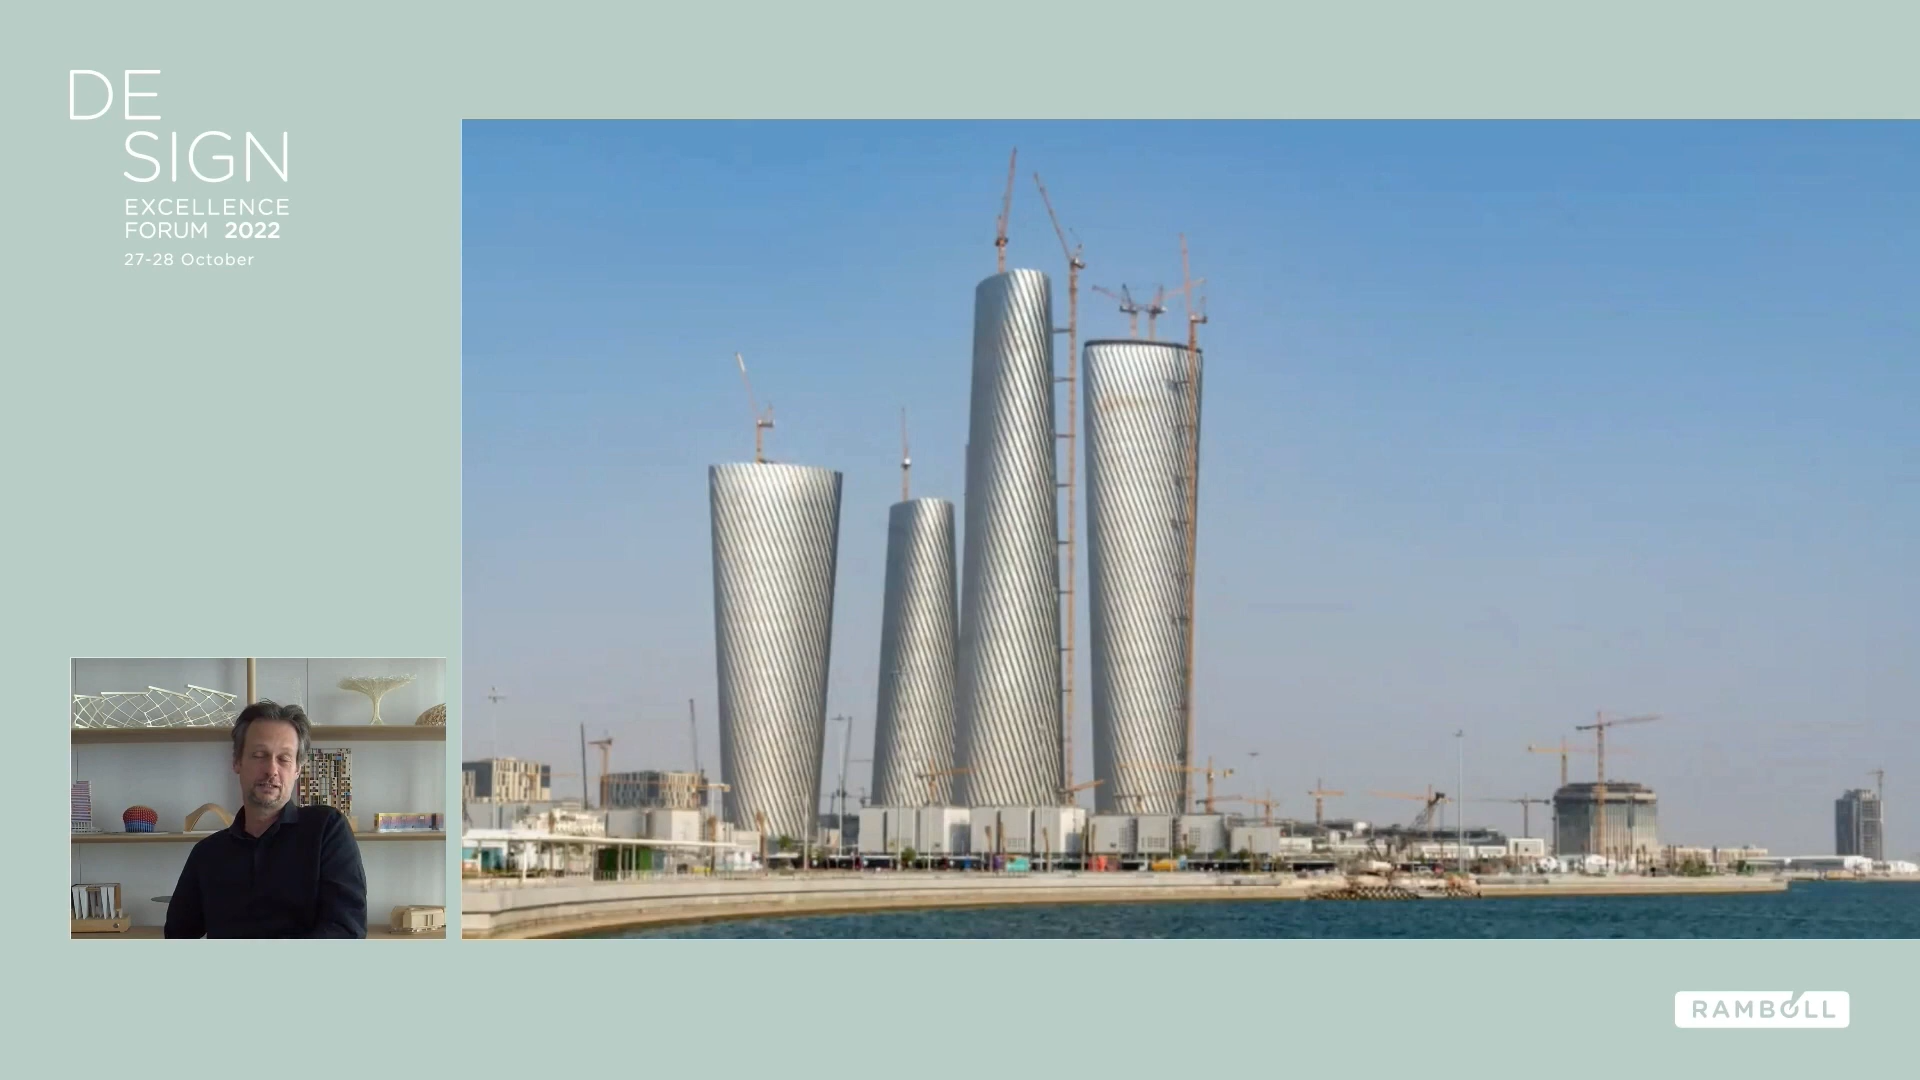 DE
SIGN
EXCELLENCE
FORUM 2022
27-28 October
RAMBOLL